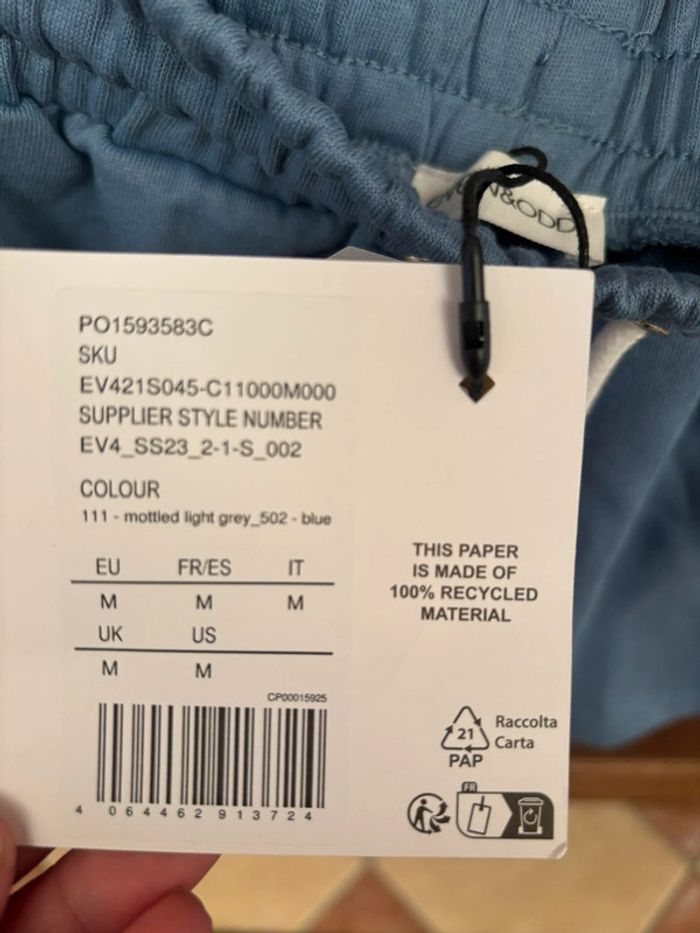 N&ODD
PO1593583C
SKU
EV421S045-C11000M000
SUPPLIER STYLE NUMBER
EV4_SS23_2-1-S_002
COLOUR
111 - mottled light grey_502 - blue
EU FR/ES IT
M M M
UK US
M M
CP00015925
4 064462 913724
THIS PAPER
IS MADE OF
100% RECYCLED
MATERIAL
21
PAP
Raccolta
Carta
FR